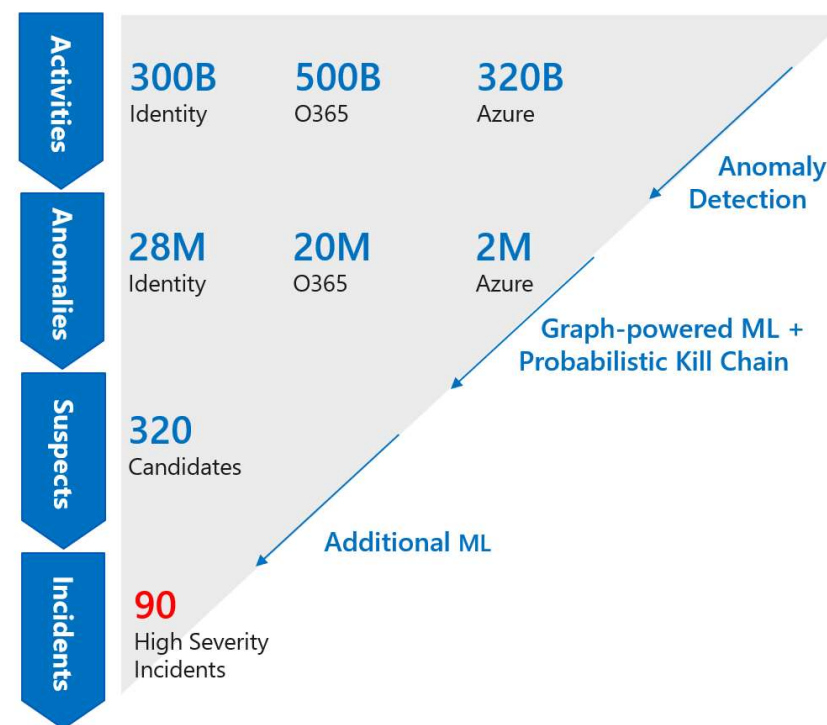 Activities
300B
500B
320B
Identity
O365
Azure
Anomaly
Detection
Anomalies
28M
20M
2M
Identity
O365
Azure
Graph-powered ML +
Probabilistic Kill Chain
Suspects
320
Candidates
Additional ML
Incidents
90
High Severity
Incidents